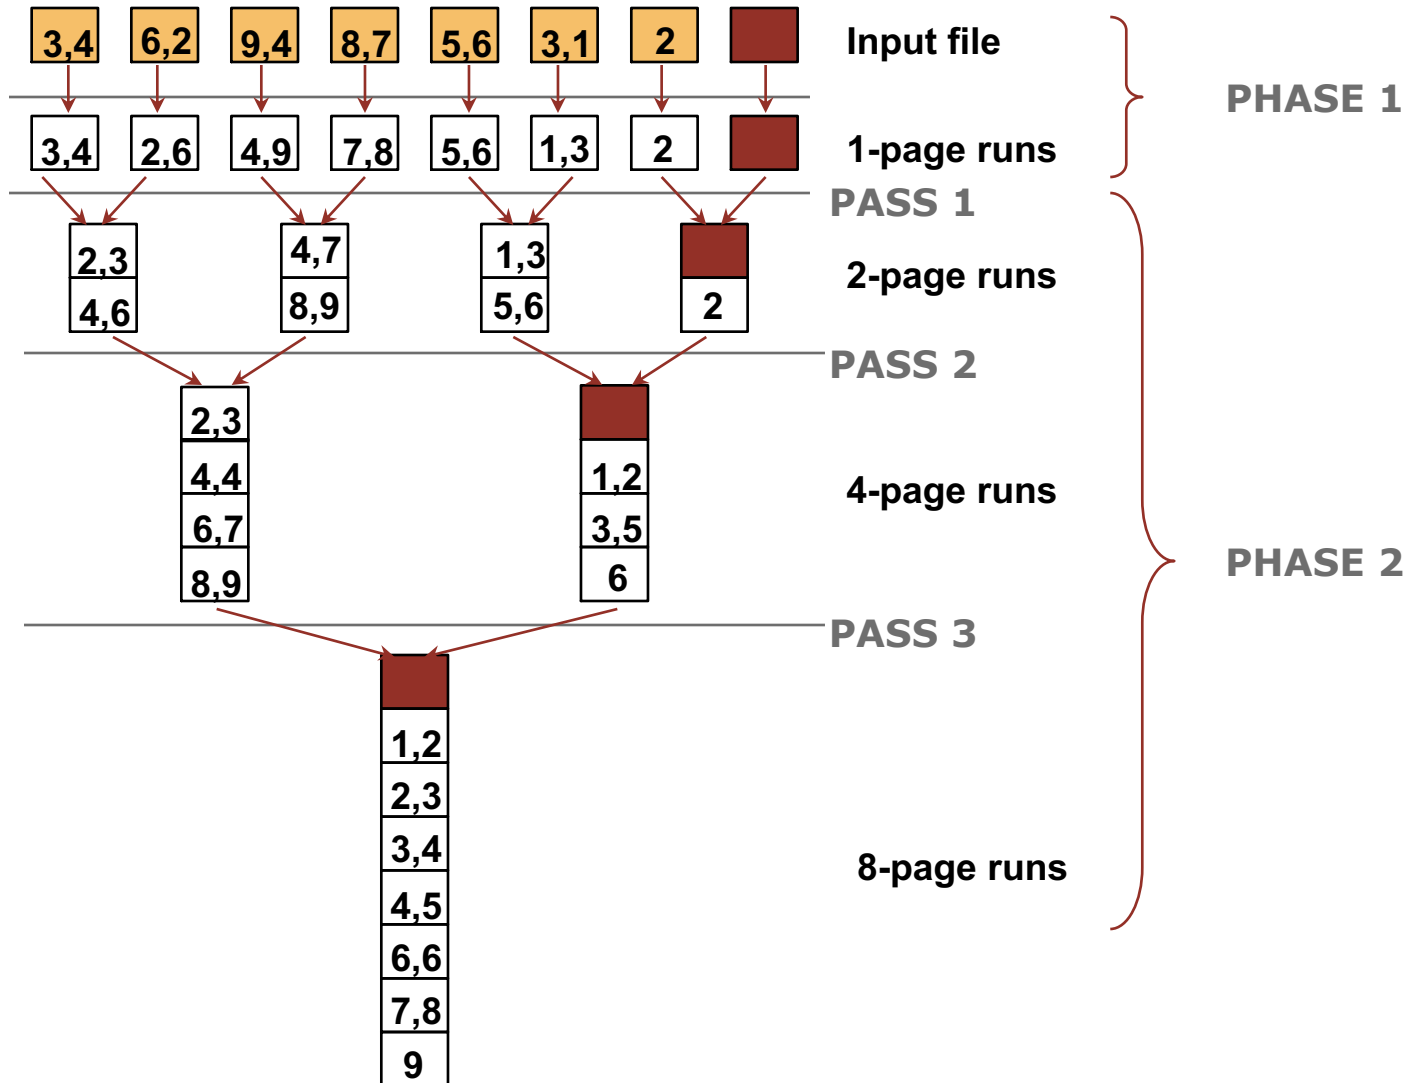 3,4 6,2 9,4 8,7 5,6 3,1 2 Input file
PHASE 1
3,4 2,6 4,9 7,8 5,6 1,3 2 1-page runs
PASS 1
2,3 4,7 1,3
2-page runs
4,6 8,9 5,6 2
PASS 2
2,3
4,4 1,2
4-page runs
6,7 3,5
PHASE 2
8,9 6
PASS 3
1,2
2,3
3,4
8-page runs
4,5
6,6
7,8
9